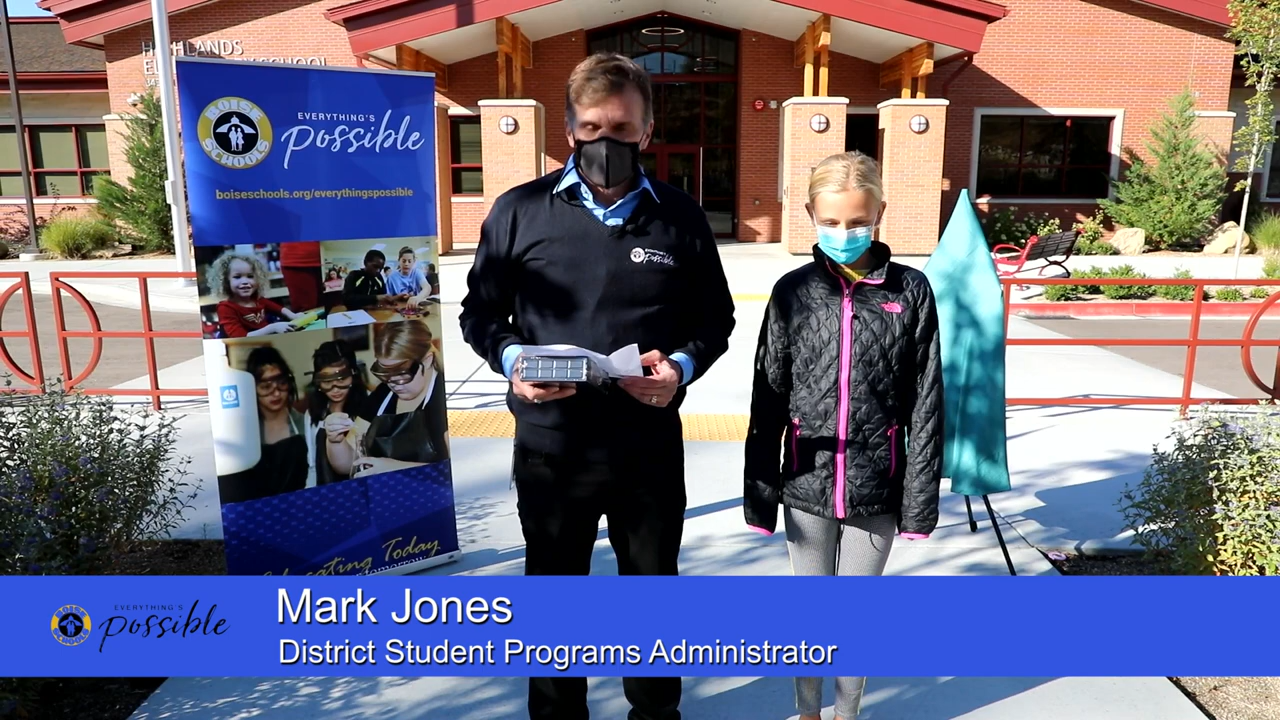 HIGHLANDS
BOISE
SCHOOLS
EVERYTHING'S
possible
boiseschools.org/everythingspossible
EVERYTHING'S
possible
Educating Today
BOISE
SCHOOLS
EVERYTHING'S
possible
Mark Jones
District Student Programs Administrator